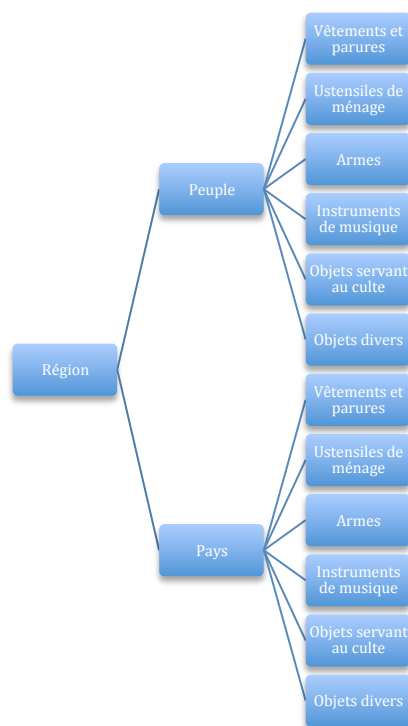 Région
Peuple
Vêtements et
parures
Ustensiles de
ménage
Armes
Instruments
de musique
Objets servant
au culte
Objets divers
Pays
Vêtements et
parures
Ustensiles de
ménage
Armes
Instruments
de musique
Objets servant
au culte
Objets divers